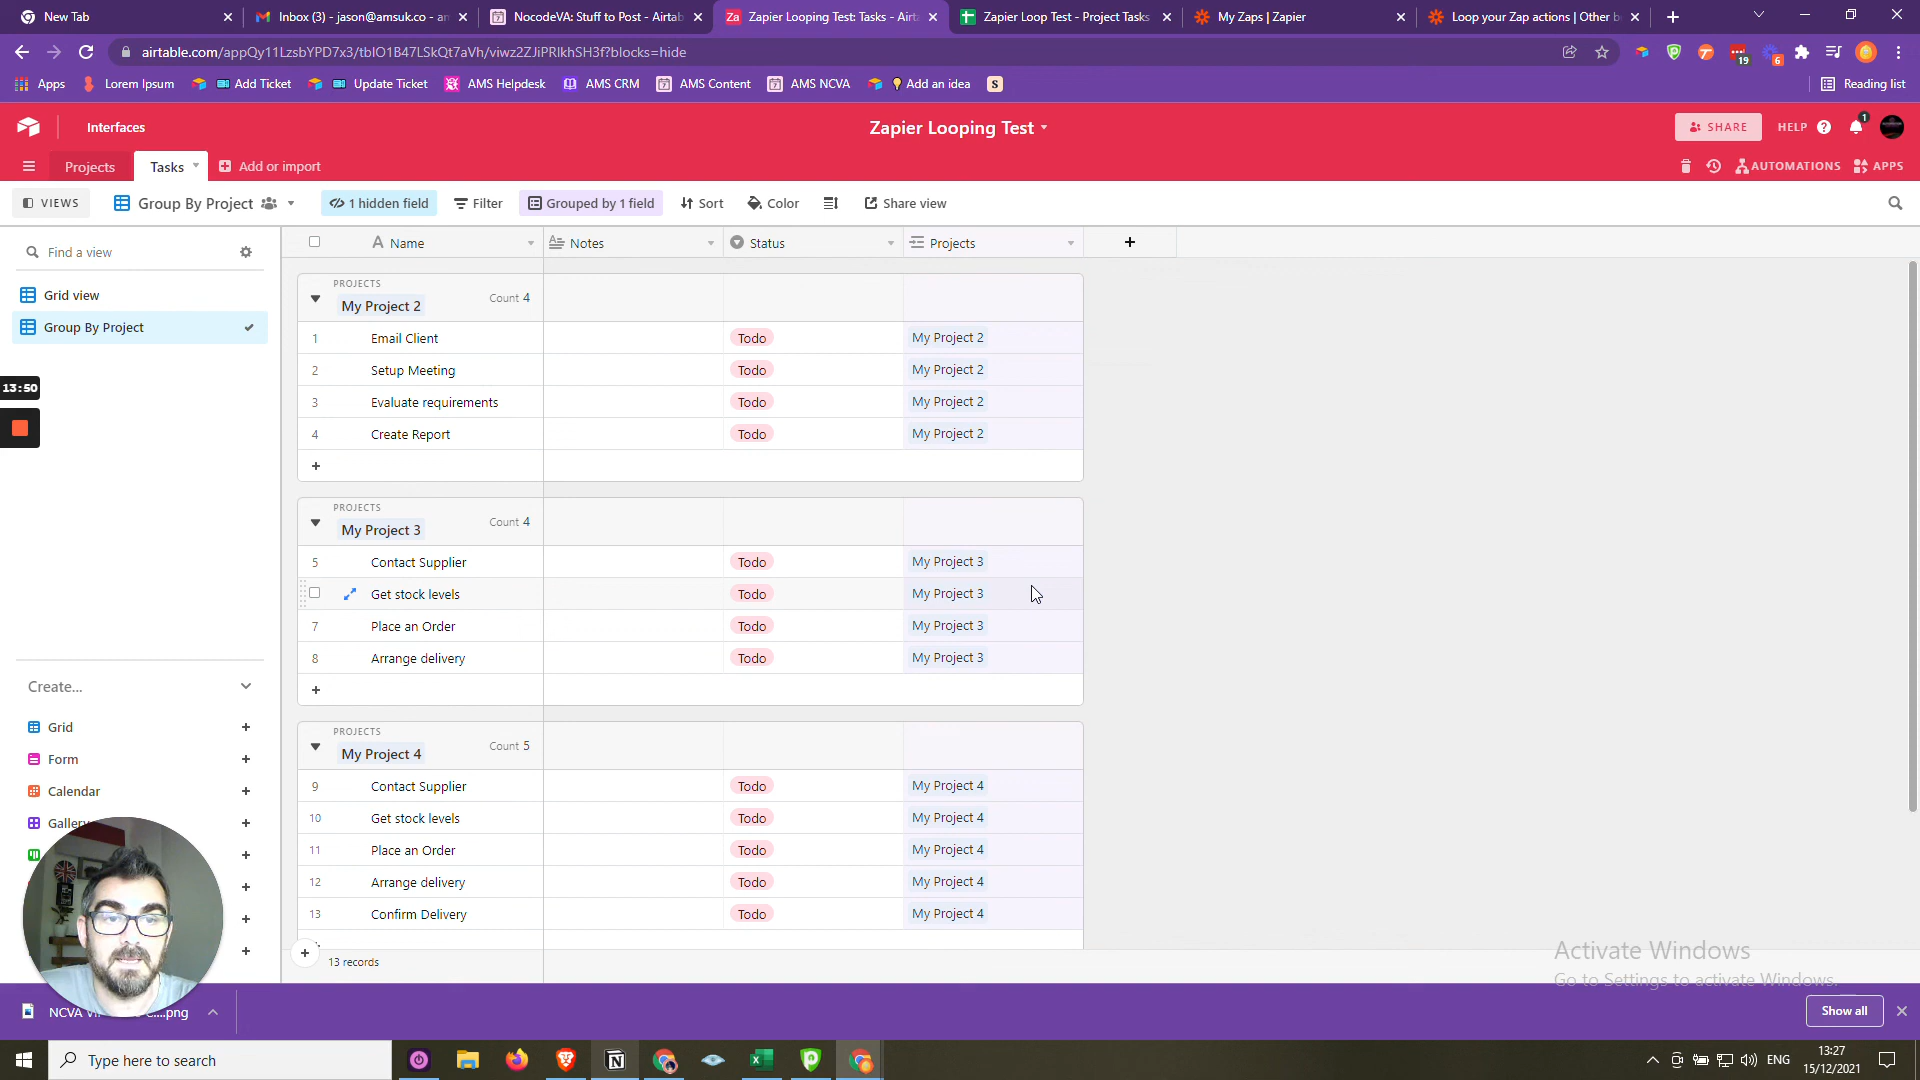 New Tab
Inbox (3) - jason@amsuk.co - am
NocodeVA: Stuff to Post - Airtab
Za
Zapier Looping Test: Tasks - Airta
Zapier Loop Test - Project Tasks
My Zaps | Zapier
Loop your Zap actions | Other b
airtable.com/appQy11LzsbYPD7x3/tblO1B47LSkQt7aVh/viwz2ZJiPRlkhSH3f?blocks=hide
19
6
Apps
Lorem Ipsum
Add Ticket
Update Ticket
AMS Helpdesk
AMS CRM
AMS Content
AMS NCVA
Add an idea
S
Reading list
Interfaces
Zapier Looping Test
SHARE
HELP
1
Projects
Tasks
Add or import
AUTOMATIONS
APPS
VIEWS
Group By Project
1 hidden field
Filter
Grouped by 1 field
Sort
Color
Share view
Find a view
Grid view
Group By Project
13:50
Create...
Grid
Form
Calendar
Gallery
Name
Notes
Status
Projects
PROJECTS
My Project 2
Count 4
1 Email Client Todo My Project 2
2 Setup Meeting Todo My Project 2
3 Evaluate requirements Todo My Project 2
4 Create Report Todo My Project 2
PROJECTS
My Project 3
Count 4
5 Contact Supplier Todo My Project 3
Get stock levels Todo My Project 3
7 Place an Order Todo My Project 3
8 Arrange delivery Todo My Project 3
PROJECTS
My Project 4
Count 5
9 Contact Supplier Todo My Project 4
10 Get stock levels Todo My Project 4
11 Place an Order Todo My Project 4
12 Arrange delivery Todo My Project 4
13 Confirm Delivery Todo My Project 4
13 records
Activate Windows
Go to Settings to activate Windows.
NCVA
....png
Show all
Type here to search
ENG
13:27
15/12/2021